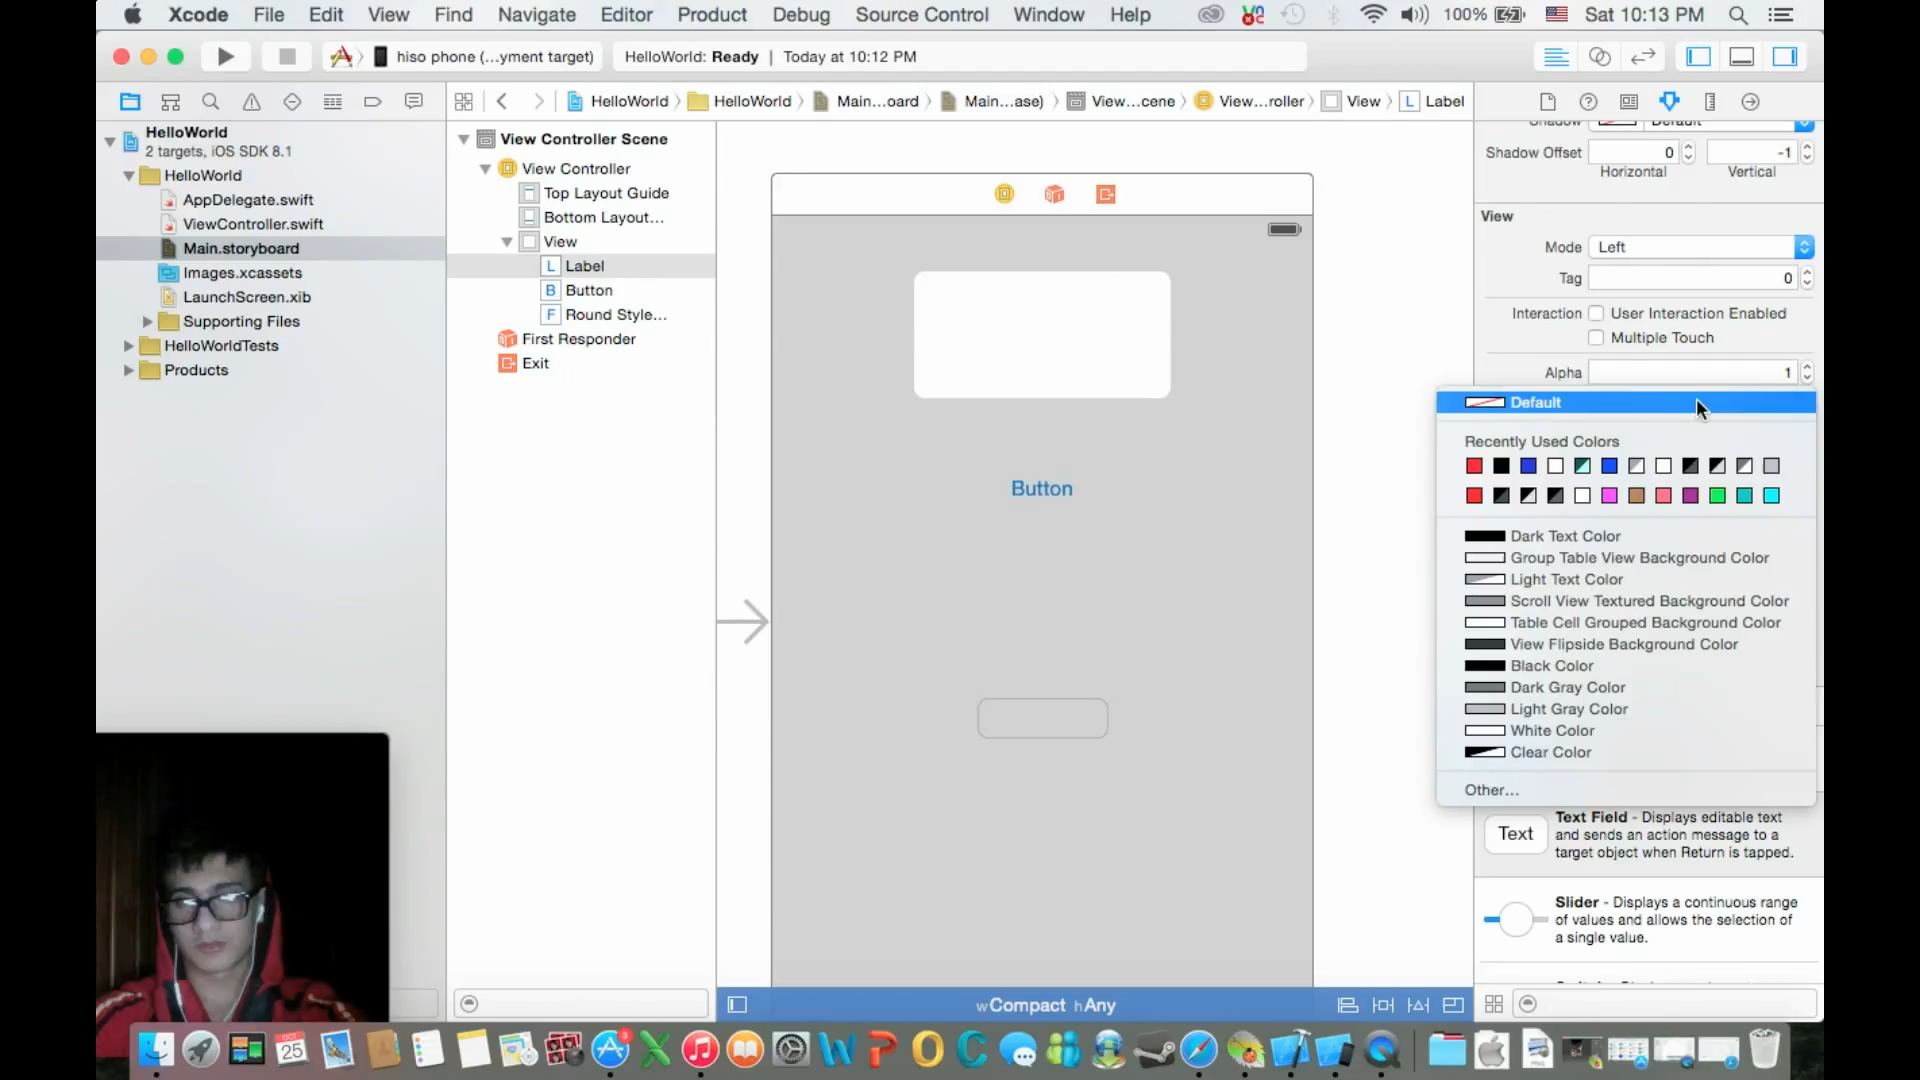 Xcode File Edit View Find Navigate Editor Product Debug Source Control Window Help 100% Sat 10:13 PM
hiso phone (...yment target) HelloWorld: Ready | Today at 10:12 PM
HelloWorld HelloWorld Main...oard Main...ase) View...cene View...roller View L Label
HelloWorld
2 targets, iOS SDK 8.1
HelloWorld
AppDelegate.swift
ViewController.swift
Main.storyboard
Images.xcassets
LaunchScreen.xib
Supporting Files
HelloWorldTests
Products
View Controller Scene
View Controller
Top Layout Guide
Bottom Layout...
View
L Label
B Button
F Round Style...
First Responder
Exit
Button
wCompact hAny
Shadow Default
Shadow Offset 0 -1
Horizontal Vertical
View
Mode Left
Tag 0
Interaction User Interaction Enabled
Multiple Touch
Alpha 1
Default
Recently Used Colors
Dark Text Color
Group Table View Background Color
Light Text Color
Scroll View Textured Background Color
Table Cell Grouped Background Color
View Flipside Background Color
Black Color
Dark Gray Color
Light Gray Color
White Color
Clear Color
Other...
Text
Text Field - Displays editable text
and sends an action message to a
target object when Return is tapped.
Slider - Displays a continuous range
of values and allows the selection of
a single value.
OCT
25
3